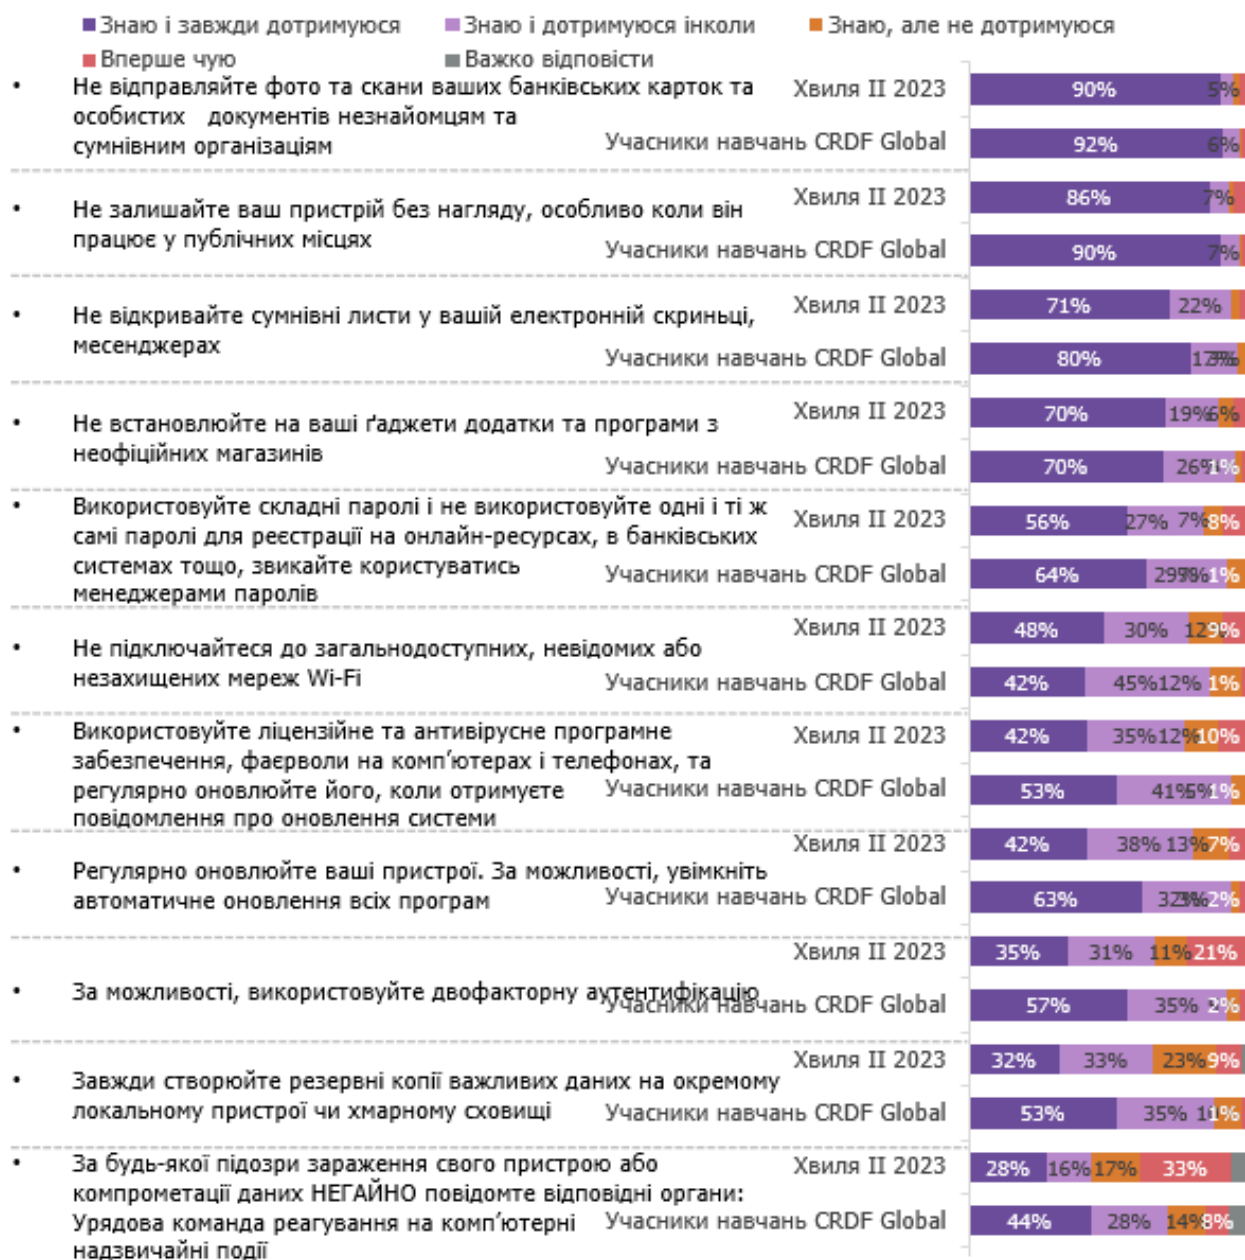 Знаю і завжди дотримуюся Знаю і дотримуюся інколи Знаю, але не дотримуюся
Вперше чую Важко відповісти
• Не відправляйте фото та скани ваших банківських карток та
особистих документів незнайомцям та
сумнівним організаціям
Хвиля II 2023 90% 5%
Учасники навчань CRDF Global 92% 6%
• Не залишайте ваш пристрій без нагляду, особливо коли він
працює у публічних місцях
Хвиля II 2023 86% 7%
Учасники навчань CRDF Global 90% 7%
• Не відкривайте сумнівні листи у вашій електронній скриньці,
месенджерах
Хвиля II 2023 71% 22%
Учасники навчань CRDF Global 80% 17% 3%
• Не встановлюйте на ваші ґаджети додатки та програми з
неофіційних магазинів
Хвиля II 2023 70% 19% 6%
Учасники навчань CRDF Global 70% 26% 1%
• Використовуйте складні паролі і не використовуйте одні і ті ж
самі паролі для реєстрації на онлайн-ресурсах, в банківських
системах тощо, звикайте користуватись
менеджерами паролів
Хвиля II 2023 56% 27% 7% 8%
Учасники навчань CRDF Global 64% 29% 7% 1%
• Не підключайтеся до загальнодоступних, невідомих або
незахищених мереж Wi-Fi
Хвиля II 2023 48% 30% 12% 9%
Учасники навчань CRDF Global 42% 45% 12% 1%
• Використовуйте ліцензійне та антивірусне програмне
забезпечення, фаєрволи на комп’ютерах і телефонах, та
регулярно оновлюйте його, коли отримуєте
повідомлення про оновлення системи
Хвиля II 2023 42% 35% 12% 10%
Учасники навчань CRDF Global 53% 41% 5% 1%
• Регулярно оновлюйте ваші пристрої. За можливості, увімкніть
автоматичне оновлення всіх програм
Хвиля II 2023 42% 38% 13% 7%
Учасники навчань CRDF Global 63% 32% 3% 2%
• За можливості, використовуйте двофакторну аутентифікацію
Хвиля II 2023 35% 31% 11% 21%
Учасники навчань CRDF Global 57% 35% 2%
• Завжди створюйте резервні копії важливих даних на окремому
локальному пристрої чи хмарному сховищі
Хвиля II 2023 32% 33% 23% 9%
Учасники навчань CRDF Global 53% 35% 1%
• За будь-якої підозри зараження свого пристрою або
компрометації даних НЕГАЙНО повідомте відповідні органи:
Урядова команда реагування на комп’ютерні
надзвичайні події
Хвиля II 2023 28% 16% 17% 33%
Учасники навчань CRDF Global 44% 28% 14% 8%